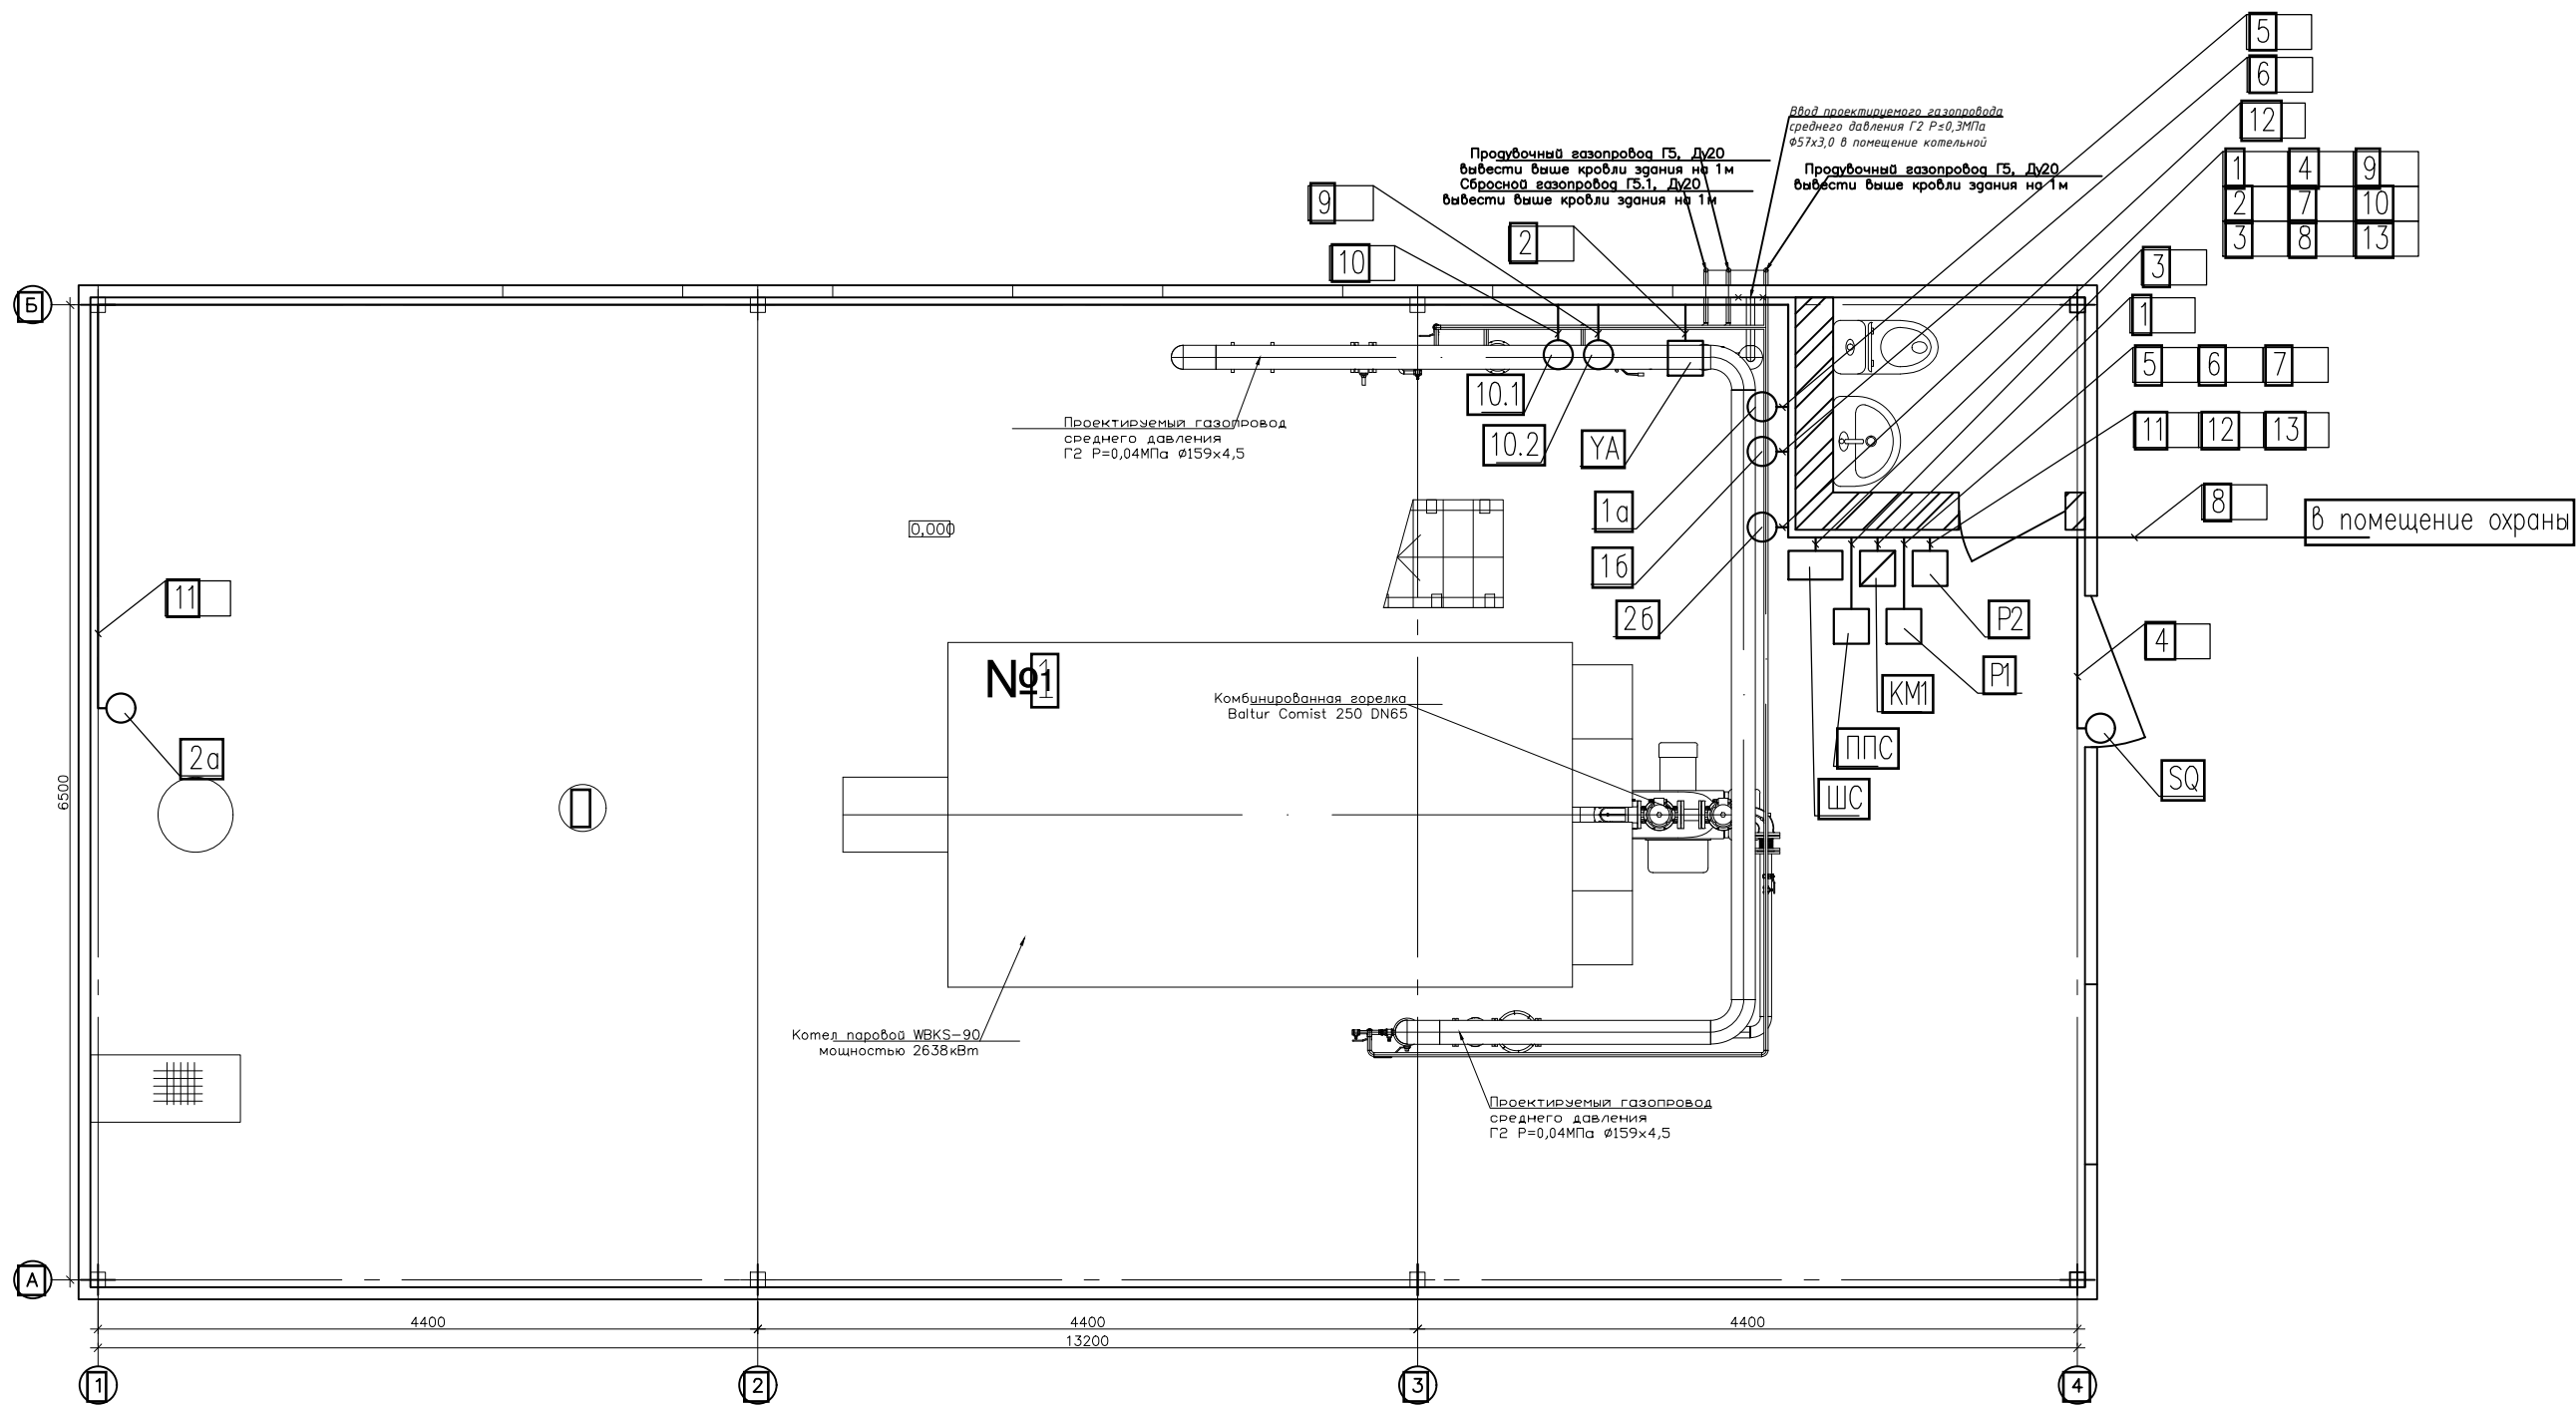 5
6
Ввод проектируемого газопровода
среднего давления Г2 Р≤0,3МПа
Ф57х3,0 в помещение котельной
12
Продувочный газопровод Г5, Ду20
вывести выше кровли здания на 1м
Сбросной газопровод Г5.1, Ду20
вывести выше кровли здания на 1м
Продувочный газопровод Г5, Ду20
вывести выше кровли здания на 1м
1 4 9
2 7 10
3 8 13
9
10
2
3
1
Б
5 6 7
10.1
10.2
YA
11 12 13
Проектируемый газопровод
среднего давления
Г2 Р=0,04МПа Ø159х4,5
1а
8
в помещение охраны
0,000
1б
11
2б
Р2
4
№1
1
Р1
КМ1
Комбинированная горелка
Baltur Comist 250 DN65
2а
ППС
SQ
ШС
6500
Котел паровой WBKS-90
мощностью 2638кВт
Проектируемый газопровод
среднего давления
Г2 Р=0,04МПа Ø159х4,5
А
4400 4400 4400
13200
1 2 3 4